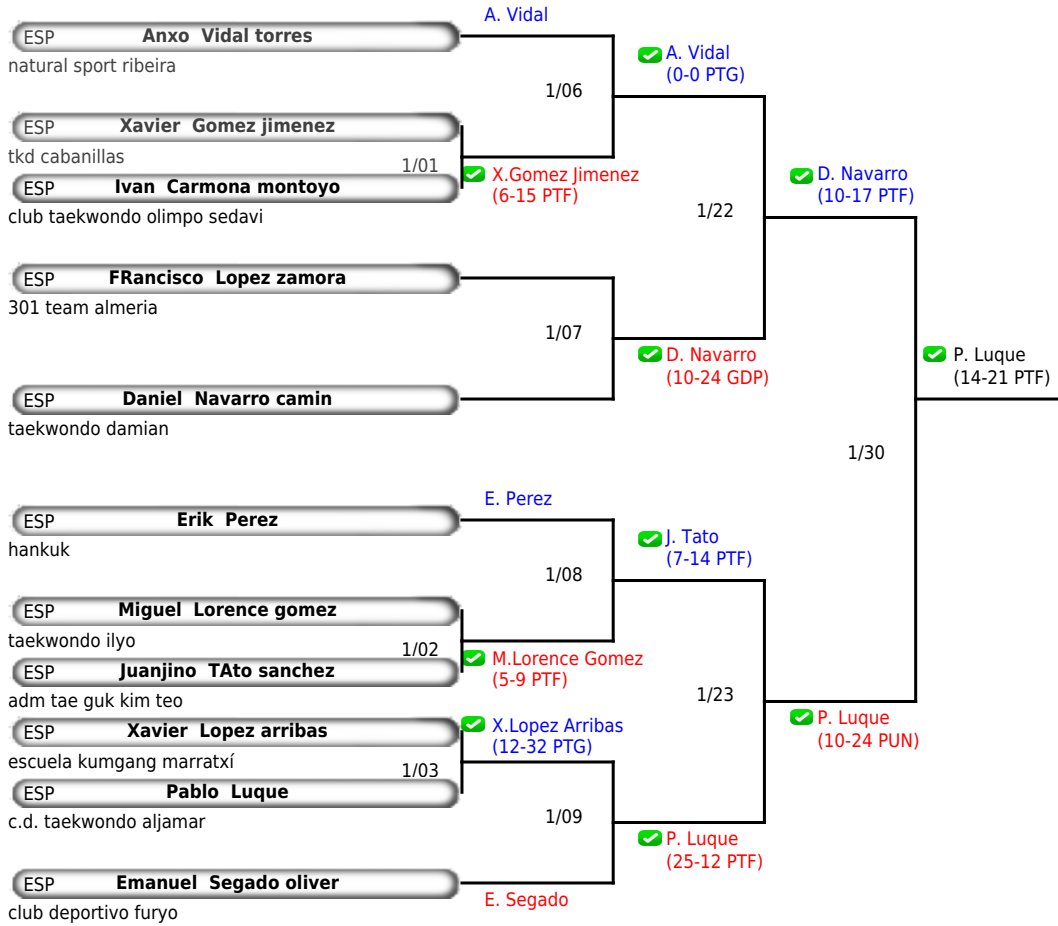 A. Vidal
ESP Anxo Vidal torres
natural sport ribeira
A. Vidal
(0-0 PTG)
1/06
ESP Xavier Gomez jimenez
tkd cabanillas
1/01
X.Gomez Jimenez
(6-15 PTF)
ESP Ivan Carmona montoyo
club taekwondo olimpo sedavi
D. Navarro
(10-17 PTF)
1/22
ESP FRancisco Lopez zamora
301 team almeria
1/07
D. Navarro
(10-24 GDP)
P. Luque
(14-21 PTF)
ESP Daniel Navarro camin
taekwondo damian
1/30
E. Perez
ESP Erik Perez
hankuk
J. Tato
(7-14 PTF)
1/08
ESP Miguel Lorence gomez
taekwondo ilyo
1/02
M.Lorence Gomez
(5-9 PTF)
ESP Juanjino TAto sanchez
adm tae guk kim teo
1/23
P. Luque
(10-24 PUN)
ESP Xavier Lopez arribas
escuela kumgang marratxí
X.Lopez Arribas
(12-32 PTG)
1/03
ESP Pablo Luque
c.d. taekwondo aljamar
1/09
P. Luque
(25-12 PTF)
ESP Emanuel Segado oliver
club deportivo furyo
E. Segado